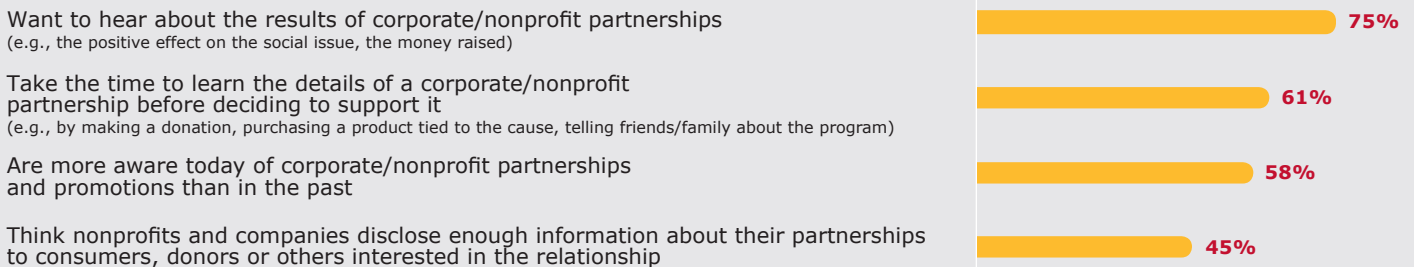 Want to hear about the results of corporate/nonprofit partnerships
(e.g., the positive effect on the social issue, the money raised)
75%
Take the time to learn the details of a corporate/nonprofit
partnership before deciding to support it
(e.g., by making a donation, purchasing a product tied to the cause, telling friends/family about the program)
61%
Are more aware today of corporate/nonprofit partnerships
and promotions than in the past
58%
Think nonprofits and companies disclose enough information about their partnerships
to consumers, donors or others interested in the relationship
45%